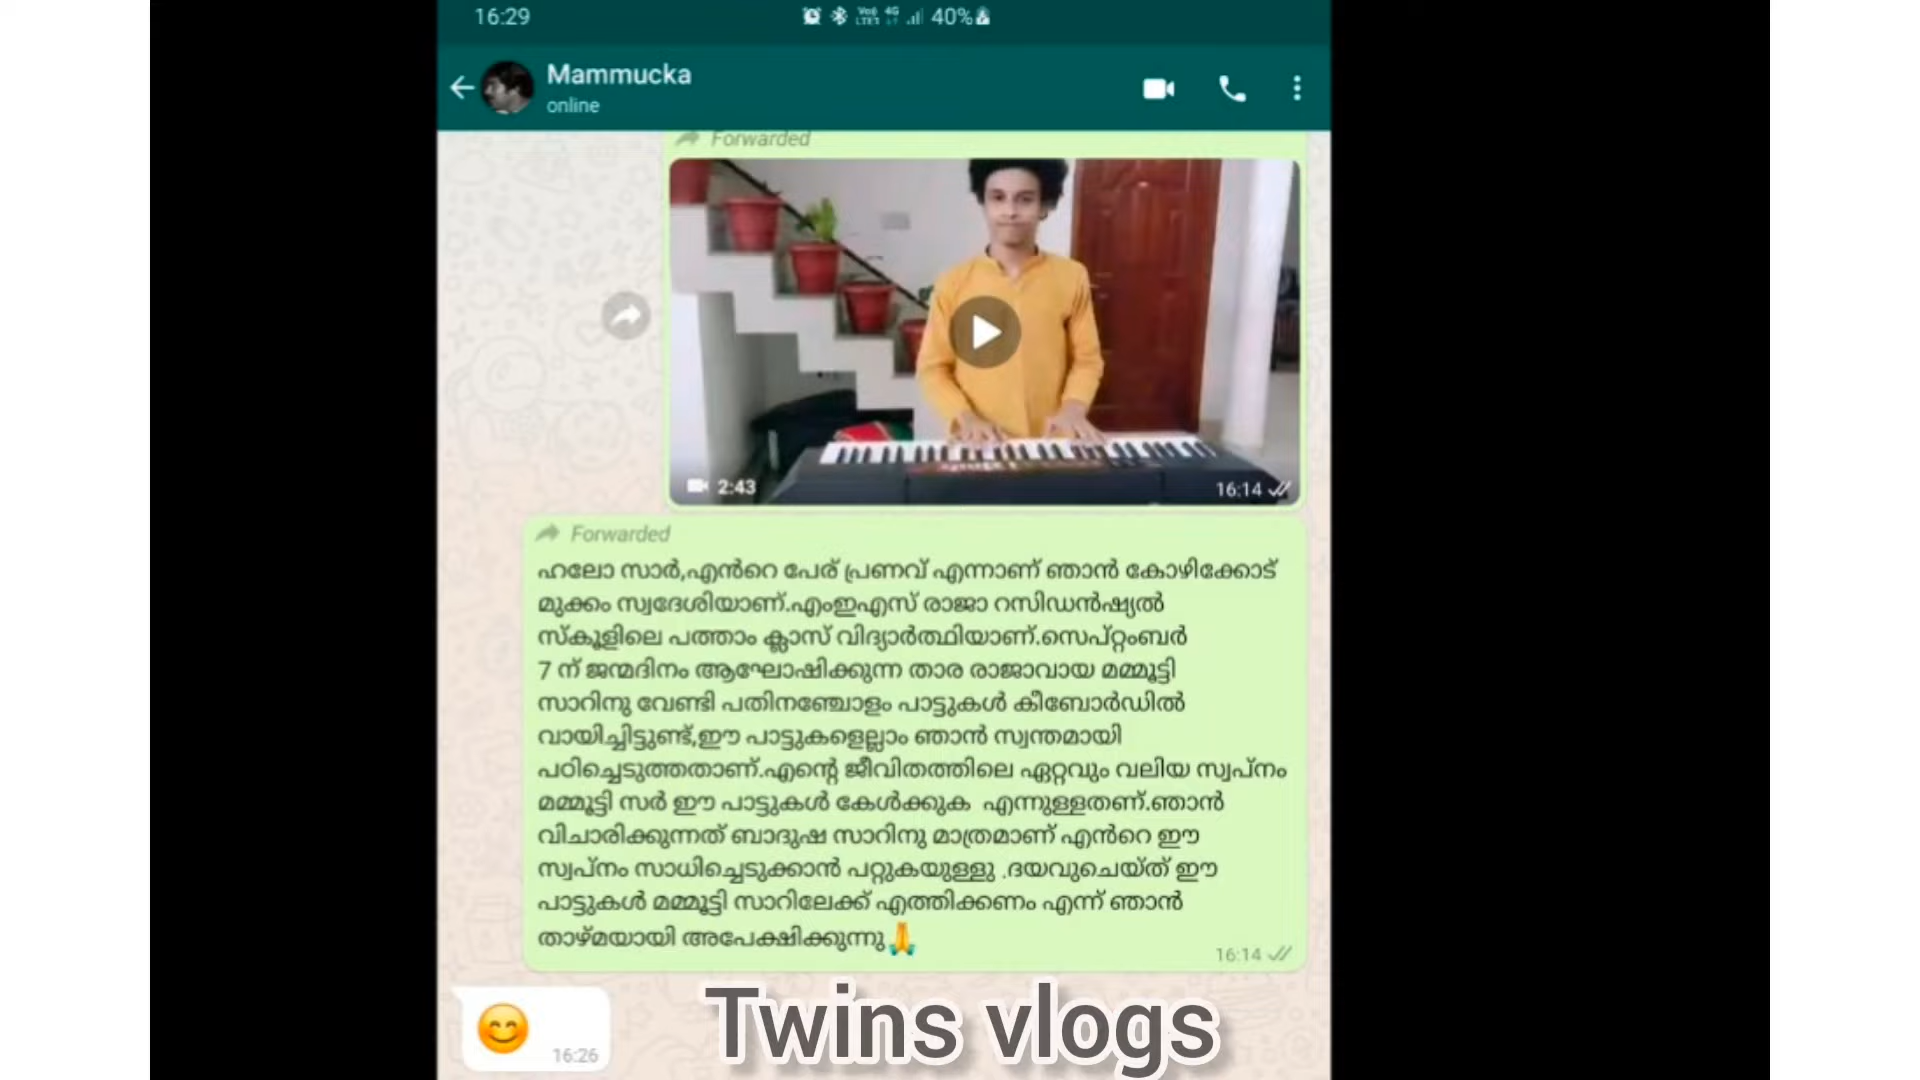 16:29
40%
Mammucka
online
Forwarded
2:43
16:14
Forwarded
ഹലോ സാർ,എൻറെ പേര് പ്രണവ് എന്നാണ് ഞാൻ കോഴിക്കോട്
മുക്കം സ്വദേശിയാണ്.എംഇഎസ് രാജാ റസിഡൻഷ്യൽ
സ്കൂളിലെ പത്താം ക്ലാസ് വിദ്യാർത്ഥിയാണ്.സെപ്റ്റംബർ
7 ന് ജന്മദിനം ആഘോഷിക്കുന്ന താര രാജാവായ മമ്മൂട്ടി
സാറിനു വേണ്ടി പതിനഞ്ചോളം പാട്ടുകൾ കീബോർഡിൽ
വായിച്ചിട്ടുണ്ട്,ഈ പാട്ടുകളെല്ലാം ഞാൻ സ്വന്തമായി
പഠിച്ചെടുത്തതാണ്.എന്റെ ജീവിതത്തിലെ ഏറ്റവും വലിയ സ്വപ്നം
മമ്മൂട്ടി സർ ഈ പാട്ടുകൾ കേൾക്കുക എന്നുള്ളതണ്.ഞാൻ
വിചാരിക്കുന്നത് ബാദുഷ സാറിനു മാത്രമാണ് എൻറെ ഈ
സ്വപ്നം സാധിച്ചെടുക്കാൻ പറ്റുകയുള്ളു .ദയവുചെയ്ത് ഈ
പാട്ടുകൾ മമ്മൂട്ടി സാറിലേക്ക് എത്തിക്കണം എന്ന് ഞാൻ
താഴ്മയായി അപേക്ഷിക്കുന്നു🙏
16:14
😊
16:26
Twins vlogs